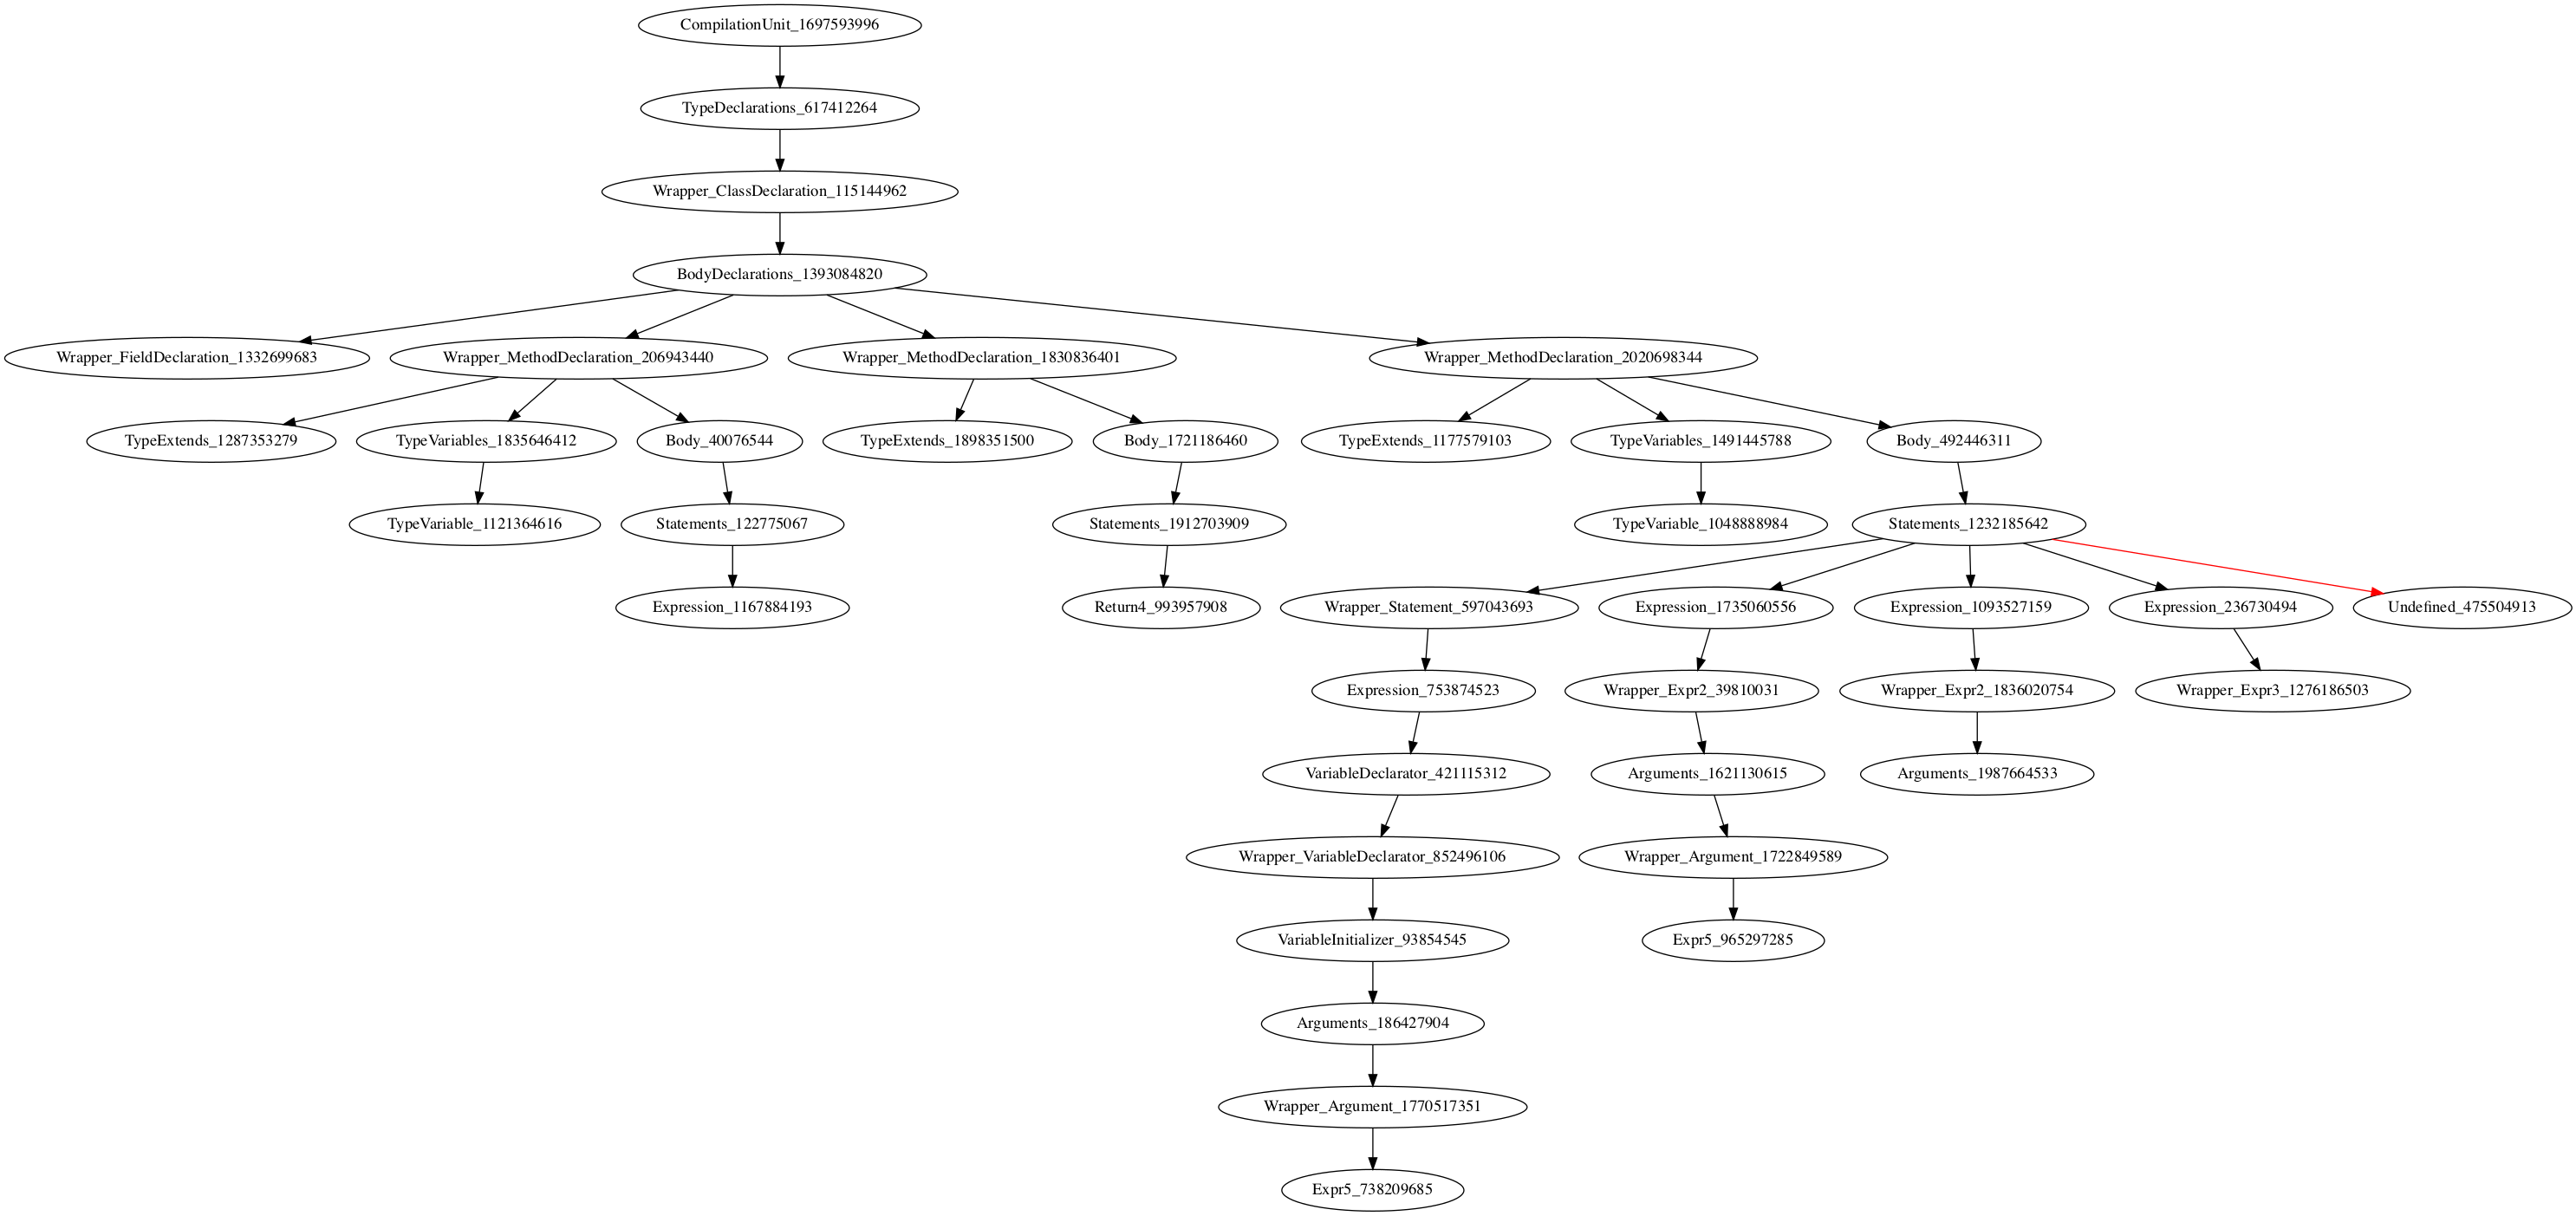 CompilationUnit_1697593996
TypeDeclarations_617412264
Wrapper_ClassDeclaration_115144962
BodyDeclarations_1393084820
Wrapper_FieldDeclaration_1332699683
Wrapper_MethodDeclaration_206943440
Wrapper_MethodDeclaration_1830836401
Wrapper_MethodDeclaration_2020698344
TypeExtends_1287353279
TypeVariables_1835646412
Body_40076544
TypeExtends_1898351500
Body_1721186460
TypeExtends_1177579103
TypeVariables_1491445788
Body_492446311
TypeVariable_1121364616
Statements_122775067
Statements_1912703909
TypeVariable_1048888984
Statements_1232185642
Expression_1167884193
Return4_993957908
Wrapper_Statement_597043693
Expression_1735060556
Expression_1093527159
Expression_236730494
Undefined_475504913
Expression_753874523
Wrapper_Expr2_39810031
Wrapper_Expr2_1836020754
Wrapper_Expr3_1276186503
VariableDeclarator_421115312
Arguments_1621130615
Arguments_1987664533
Wrapper_VariableDeclarator_852496106
Wrapper_Argument_1722849589
VariableInitializer_93854545
Expr5_965297285
Arguments_186427904
Wrapper_Argument_1770517351
Expr5_738209685